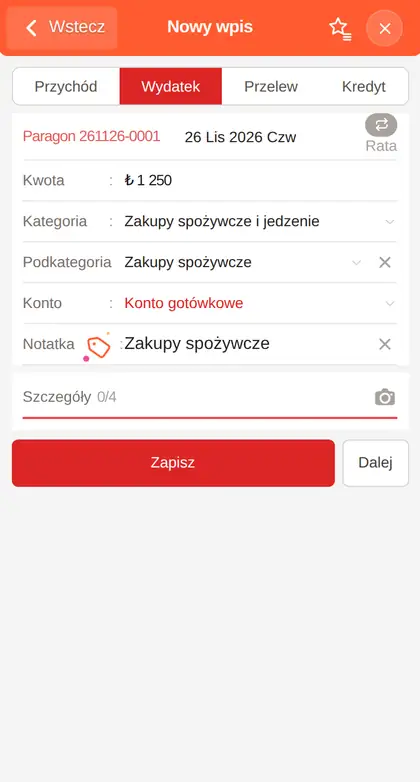 Wstecz Nowy wpis
Przychód Wydatek Przelew Kredyt
Paragon 261126-0001 26 Lis 2026 Czw
Rata
Kwota : ₺ 1 250
Kategoria : Zakupy spożywcze i jedzenie
Podkategoria Zakupy spożywcze
Konto : Konto gotówkowe
Notatka : Zakupy spożywcze
Szczegóły 0/4
Zapisz Dalej